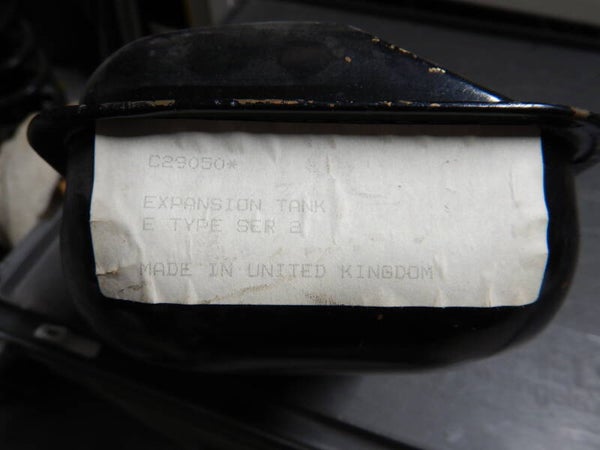 C29050*
EXPANSION TANK
E TYPE SER 2
MADE IN UNITED KINGDOM